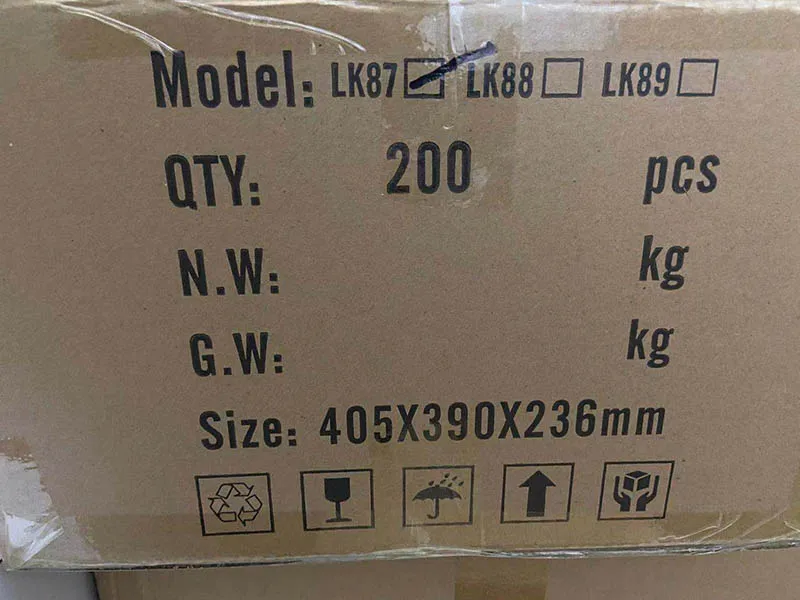 Model: LK87 LK88 LK89
QTY: 200 pcs
N.W: kg
G.W: kg
Size: 405X390X236mm